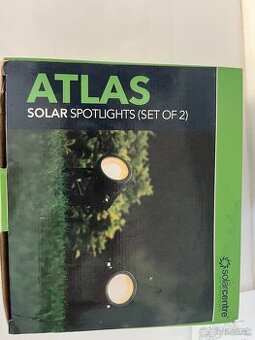 ATLAS
SOLAR SPOTLIGHTS (SET OF 2)
solarcentre